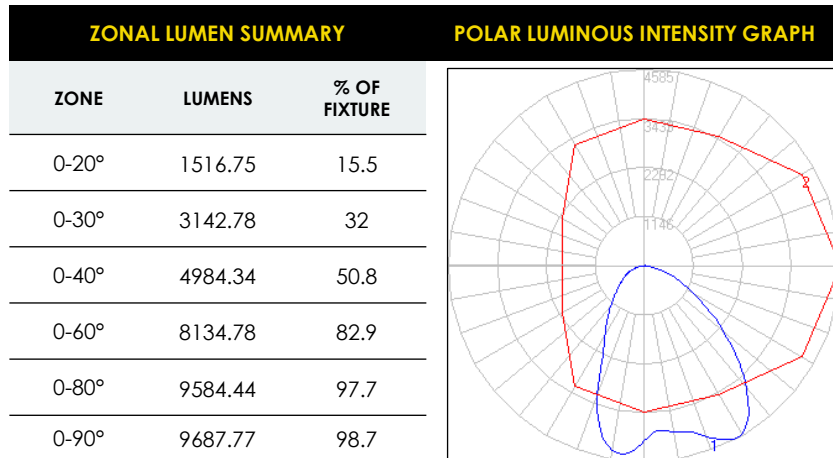 ZONAL LUMEN SUMMARY
POLAR LUMINOUS INTENSITY GRAPH
ZONE LUMENS % OF FIXTURE
0-20° 1516.75 15.5
0-30° 3142.78 32
0-40° 4984.34 50.8
0-60° 8134.78 82.9
0-80° 9584.44 97.7
0-90° 9687.77 98.7
4585
2292
1146
2
1